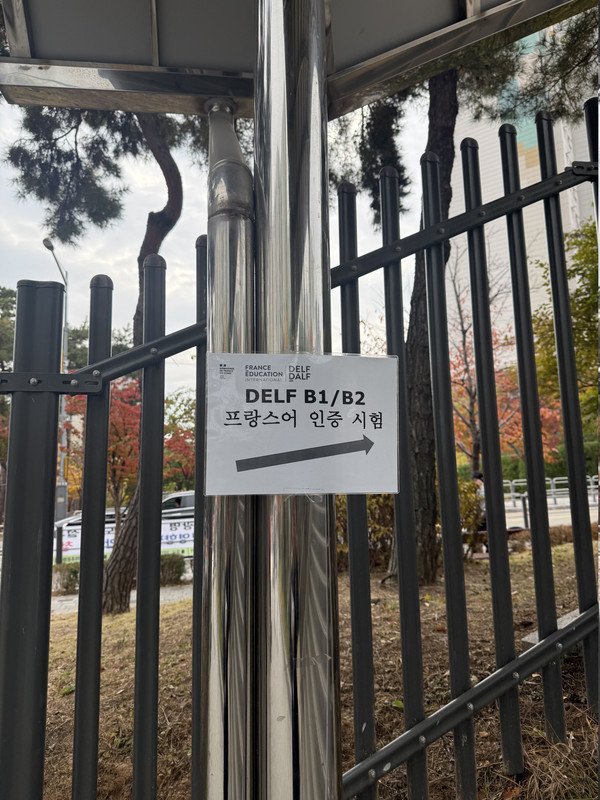 FRANCE
ÉDUCATION
INTERNATIONAL
DELF
DALF
DELF B1/B2
프랑스어 인증 시험